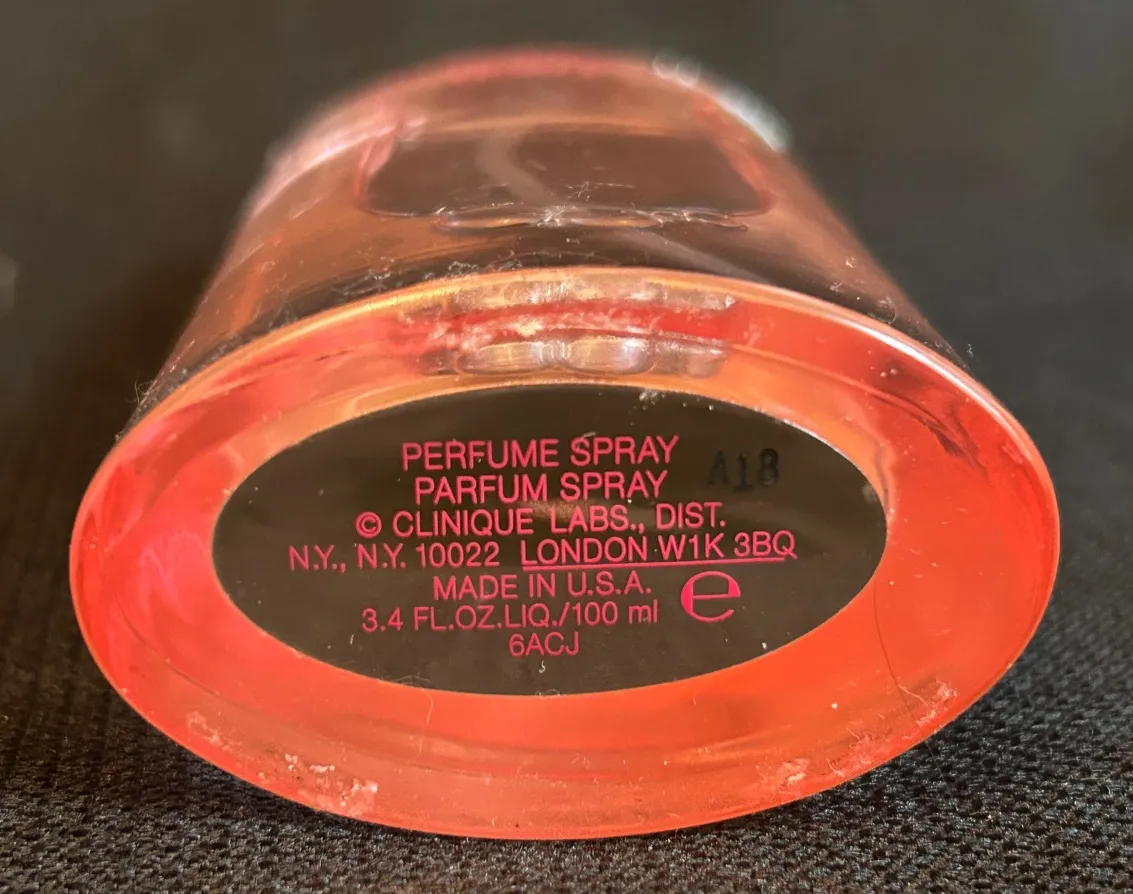 PERFUME SPRAY
A18
PARFUM SPRAY
© CLINIQUE LABS., DIST.
N.Y., N.Y. 10022 LONDON W1K 3BQ
MADE IN U.S.A.
3.4 FL.OZ.LIQ./100 ml e
6ACJ